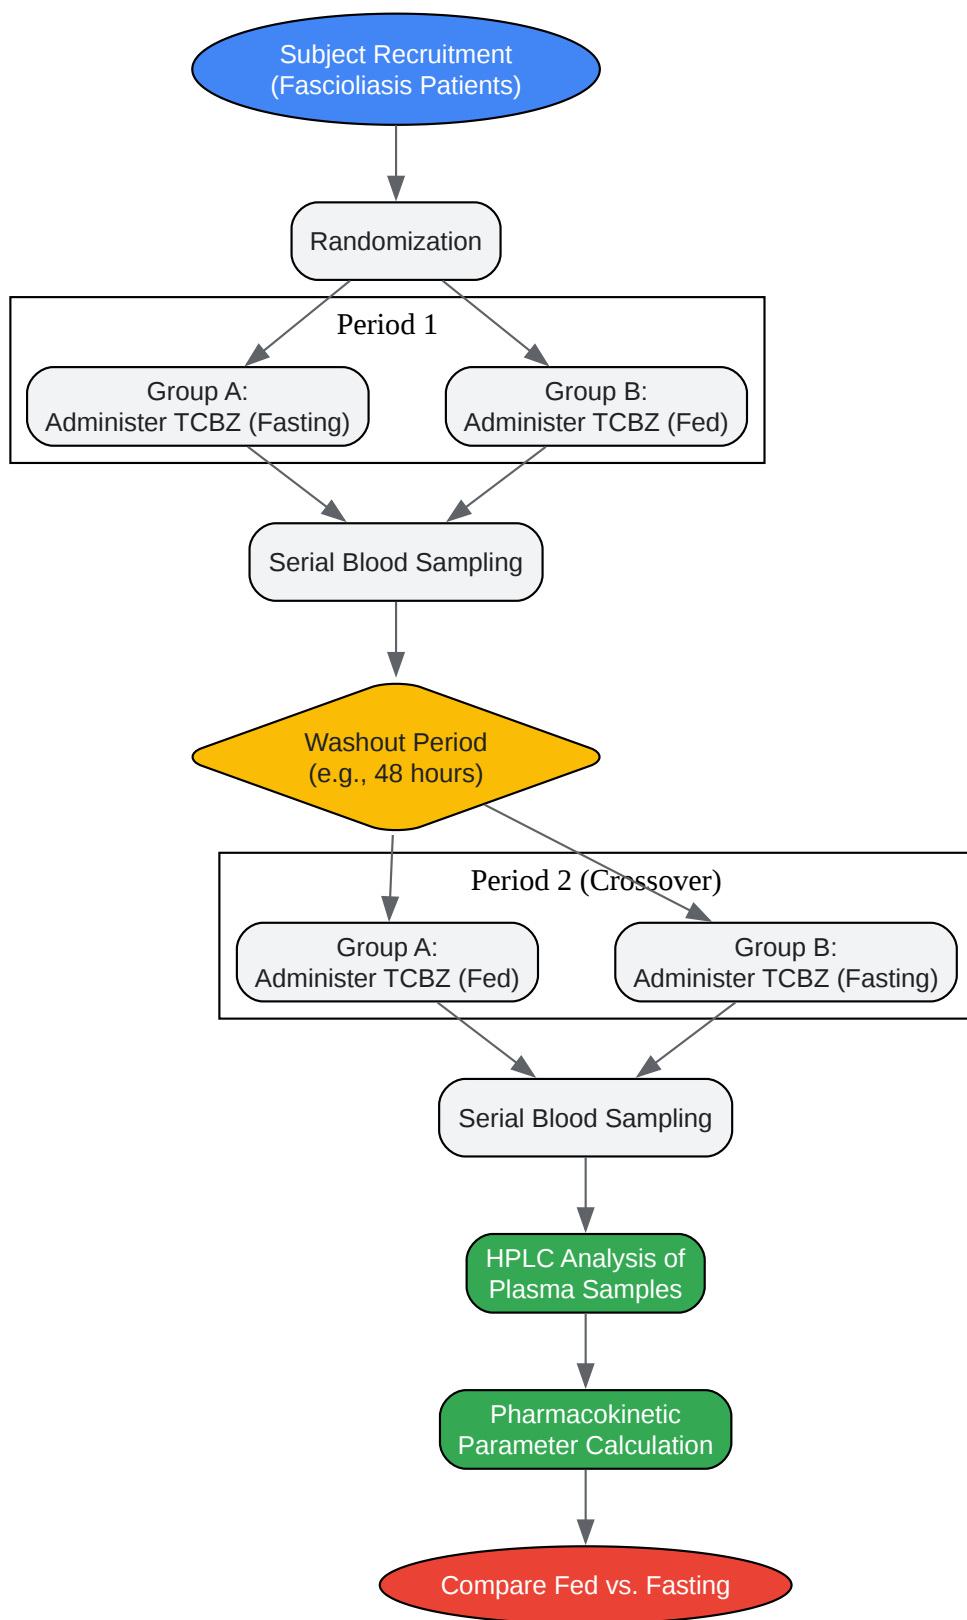 Subject Recruitment
(Fascioliasis Patients)
Randomization
Period 1
Group A:
Administer TCBZ (Fasting)
Group B:
Administer TCBZ (Fed)
Serial Blood Sampling
Washout Period
(e.g., 48 hours)
Period 2 (Crossover)
Group A:
Administer TCBZ (Fed)
Group B:
Administer TCBZ (Fasting)
Serial Blood Sampling
HPLC Analysis of
Plasma Samples
Pharmacokinetic
Parameter Calculation
Compare Fed vs. Fasting